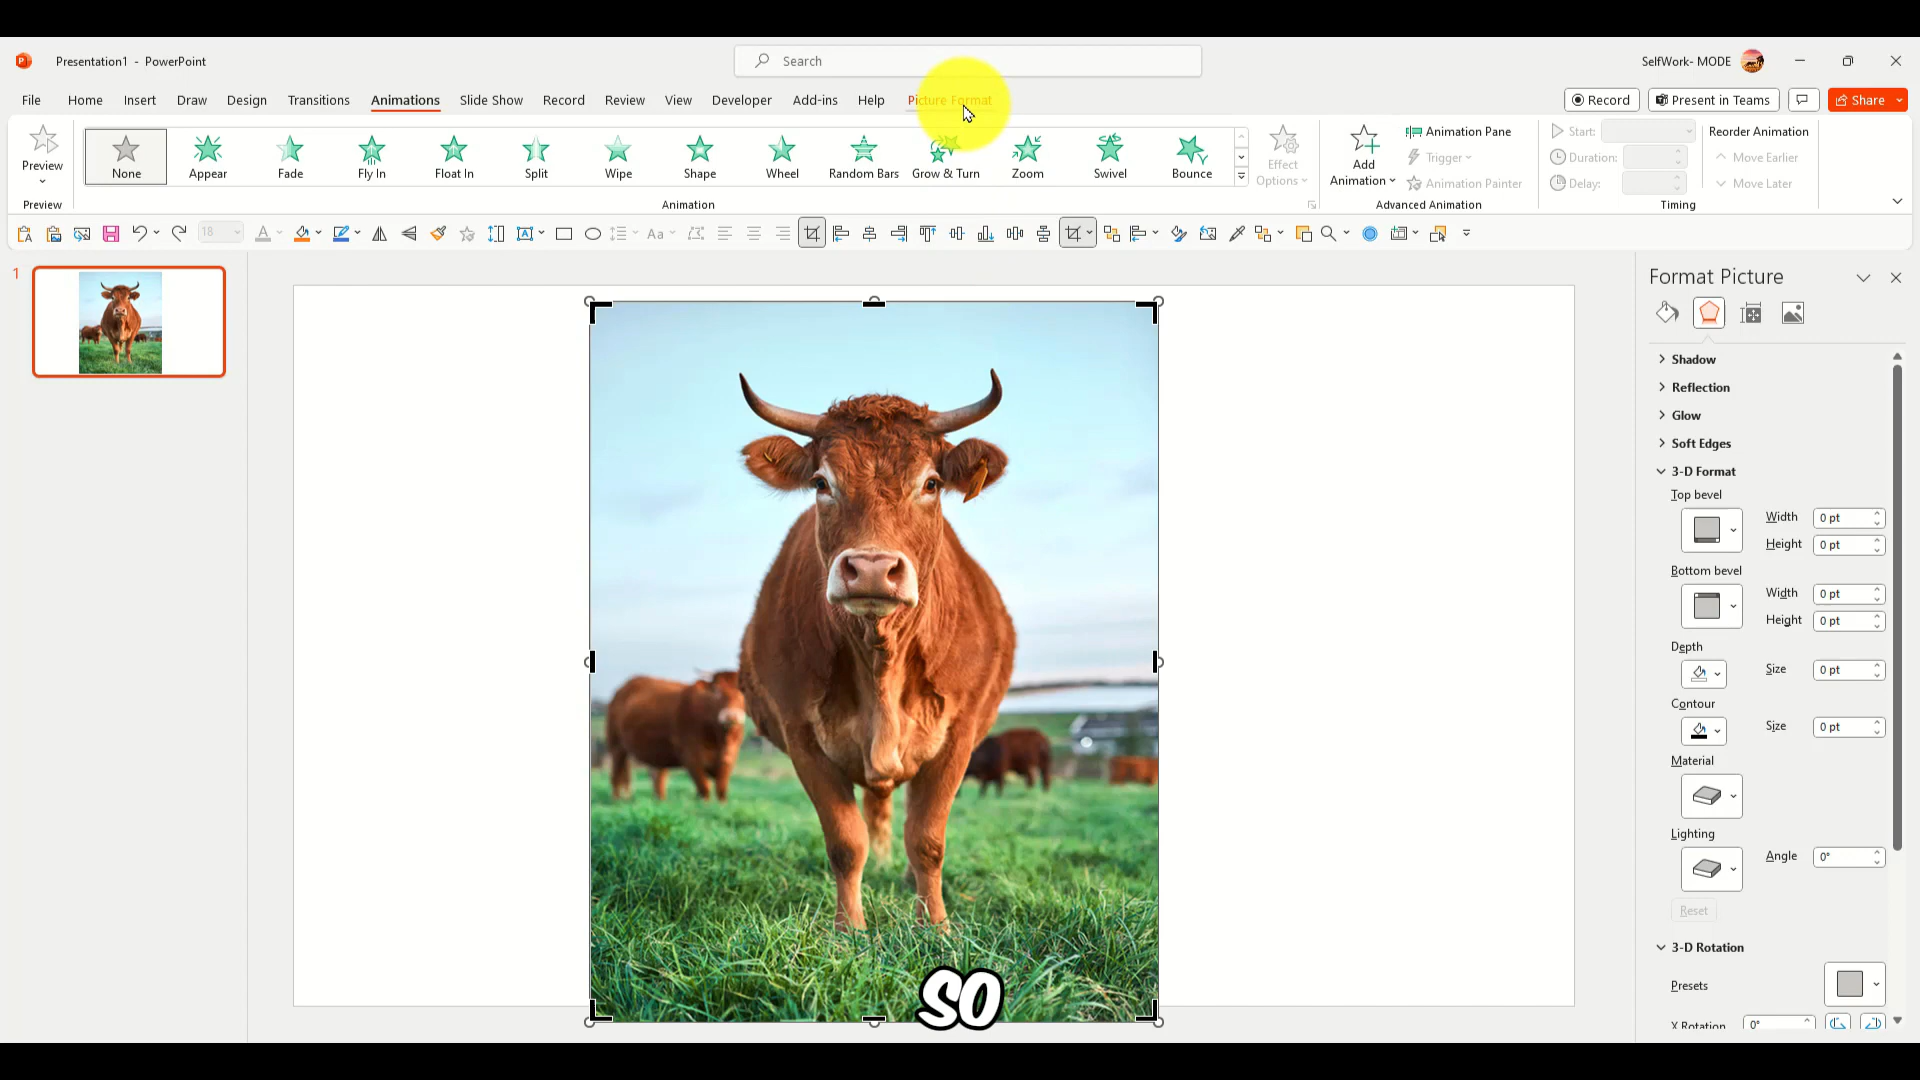 Presentation1 - PowerPoint
Search
SelfWork- MODE
File Home Insert Draw Design Transitions Animations Slide Show Record Review View Developer Add-ins Help Picture Format
Record Present in Teams Share
Preview
None Appear Fade Fly In Float In Split Wipe Shape Wheel Random Bars Grow & Turn Zoom Swivel Bounce
Effect Options
Add Animation
Animation Pane
Trigger
Animation Painter
Start:
Duration:
Delay:
Reorder Animation
Move Earlier
Move Later
Preview Animation Advanced Animation Timing
18
Aa
1
Format Picture
Shadow
Reflection
Glow
Soft Edges
3-D Format
Top bevel
Width 0 pt
Height 0 pt
Bottom bevel
Width 0 pt
Height 0 pt
Depth
Size 0 pt
Contour
Size 0 pt
Material
Lighting
Angle 0°
Reset
3-D Rotation
Presets
X Rotation 0°
SO